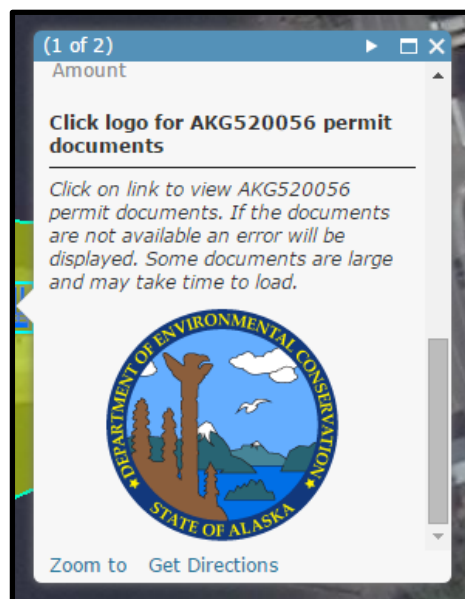 (1 of 2)
Amount
Click logo for AKG520056 permit
documents
Click on link to view AKG520056
permit documents. If the documents
are not available an error will be
displayed. Some documents are large
and may take time to load.
DEPARTMENT OF ENVIRONMENTAL CONSERVATION
STATE OF ALASKA
Zoom to Get Directions